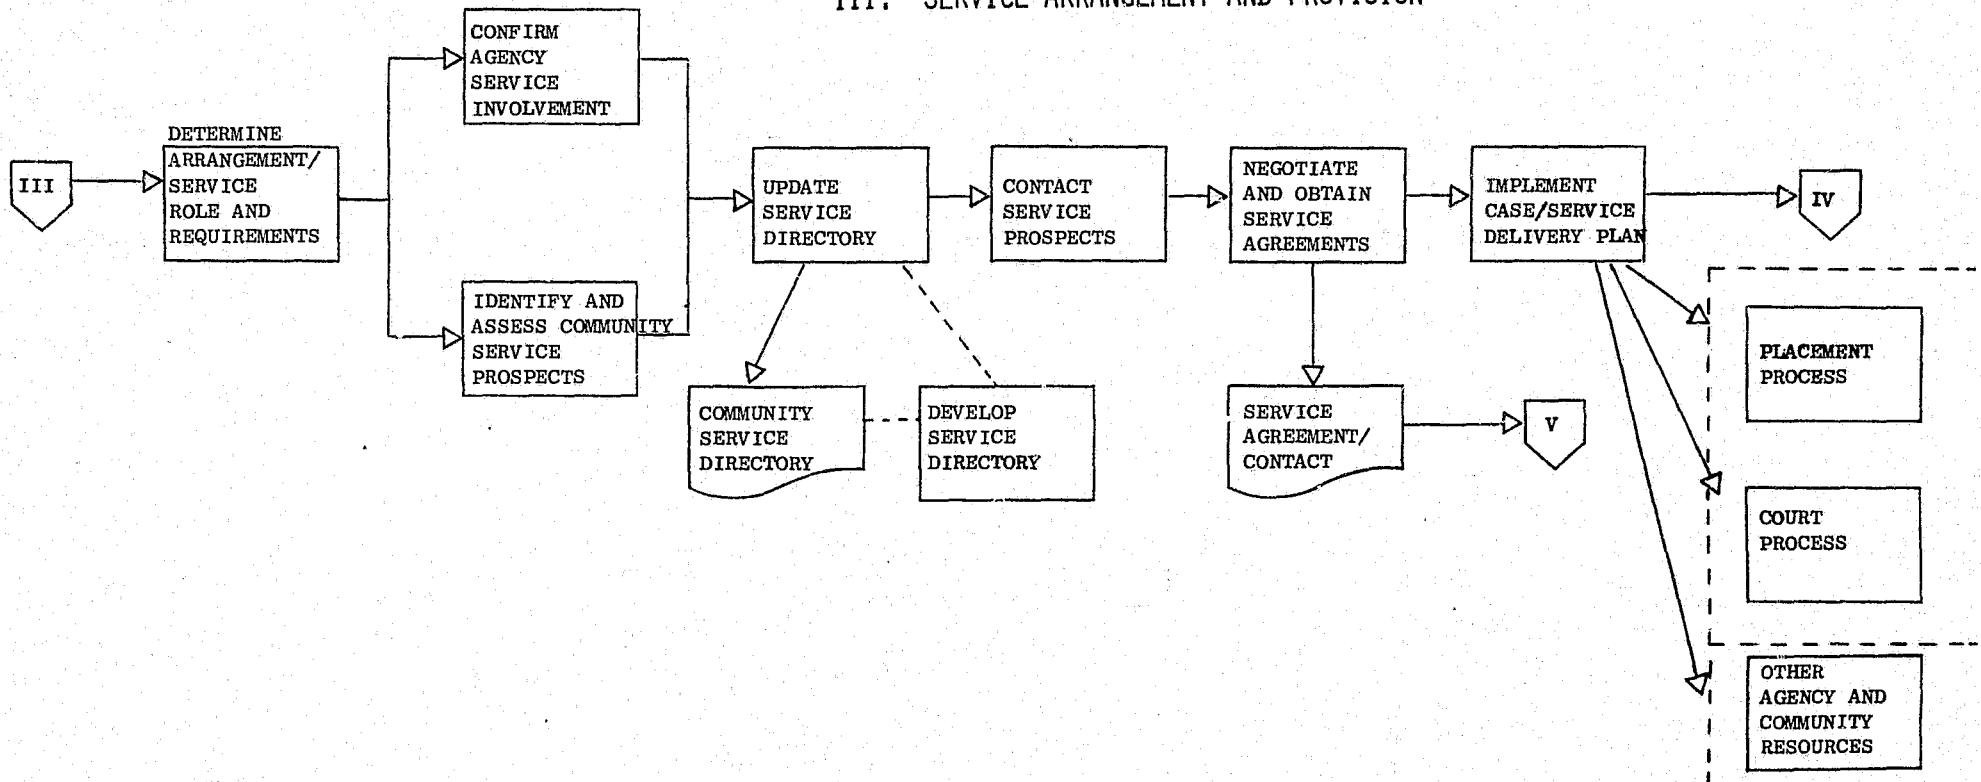 III. SERVICE ARRANGEMENT AND PROVISION
CONFIRM
AGENCY
SERVICE
INVOLVEMENT
DETERMINE
ARRANGEMENT/
SERVICE
ROLE AND
REQUIREMENTS
III
IDENTIFY AND
ASSESS COMMUNITY
SERVICE
PROSPECTS
UPDATE
SERVICE
DIRECTORY
CONTACT
SERVICE
PROSPECTS
NEGOTIATE
AND OBTAIN
SERVICE
AGREEMENTS
IMPLEMENT
CASE/SERVICE
DELIVERY PLAN
IV
COMMUNITY
SERVICE
DIRECTORY
DEVELOP
SERVICE
DIRECTORY
SERVICE
AGREEMENT/
CONTACT
V
PLACEMENT
PROCESS
COURT
PROCESS
OTHER
AGENCY AND
COMMUNITY
RESOURCES